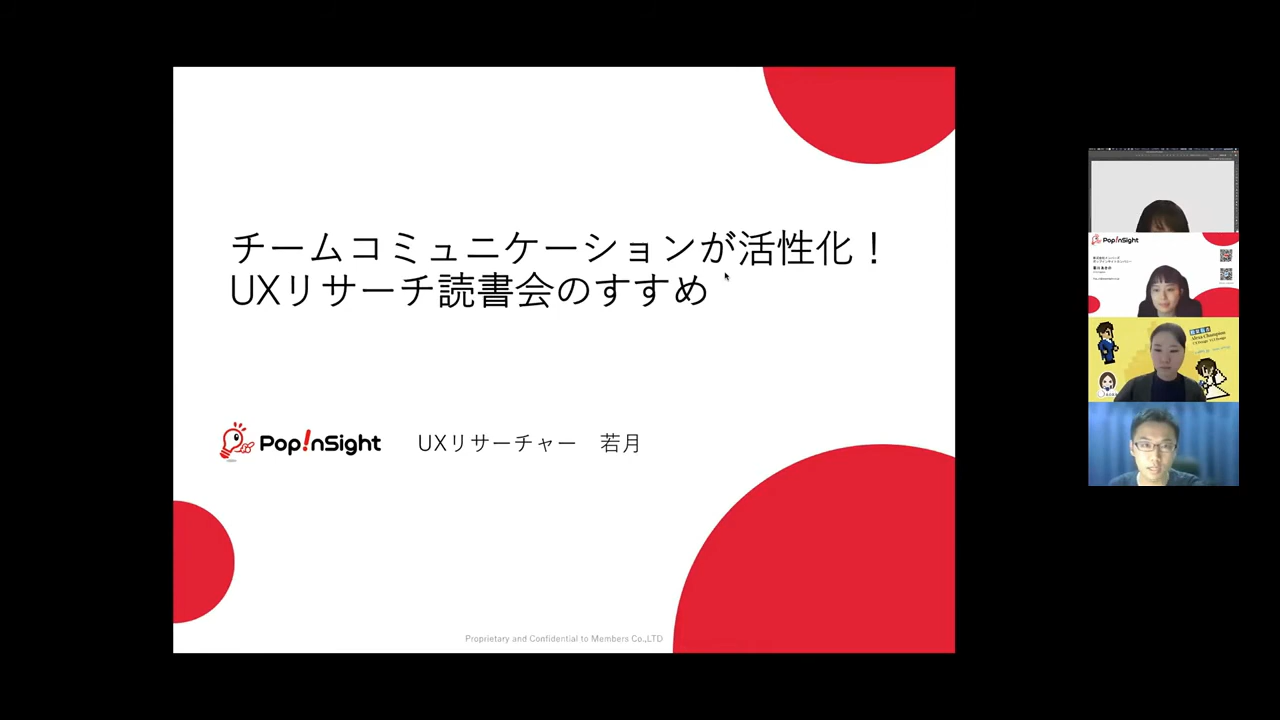 チームコミュニケーションが活性化！
UXリサーチ読書会のすすめ
Pop!nSight
UXリサーチャー 若月
Proprietary and Confidential to Members Co.,LTD
Pop!nSight